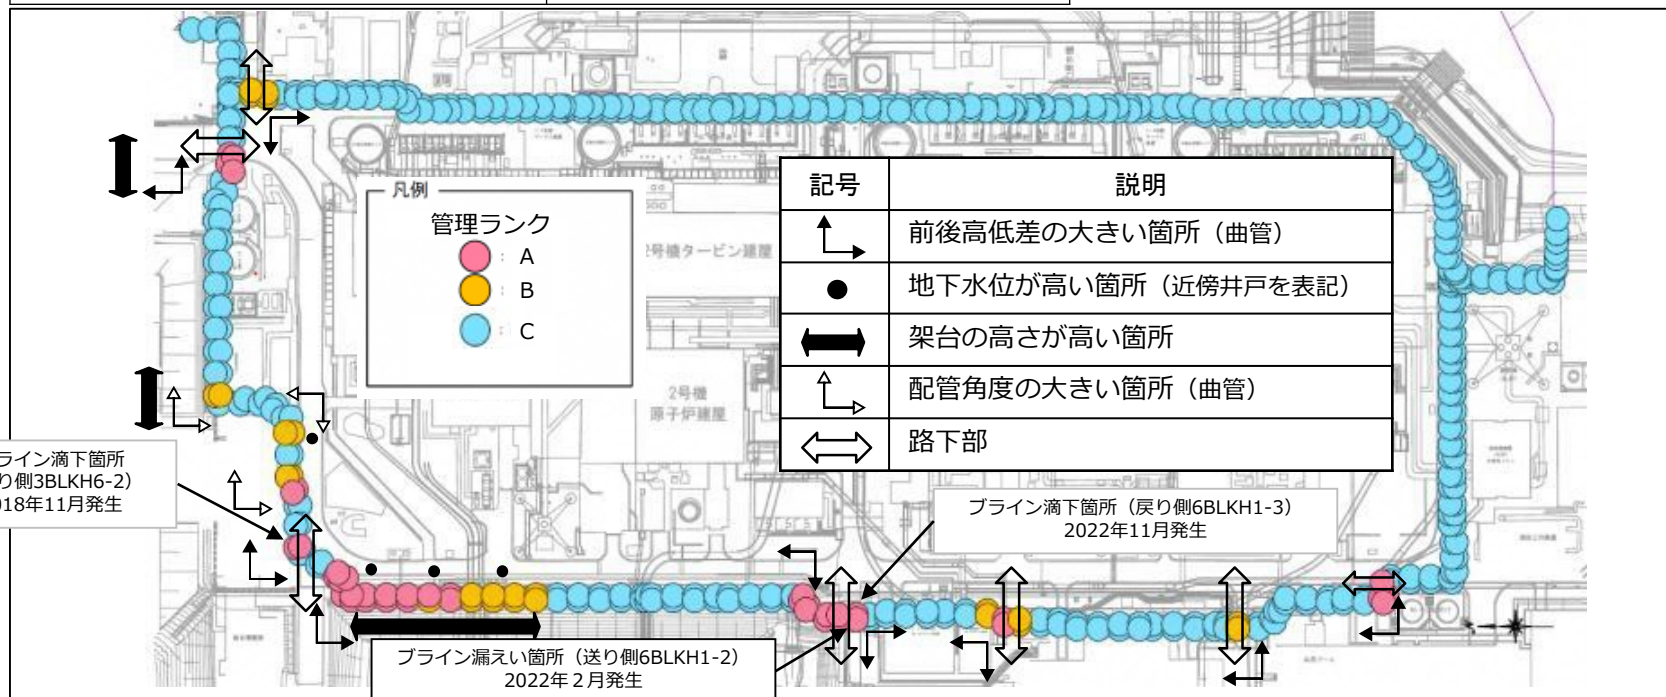 凡例
管理ランク
: A
: B
: C
記号 説明
前後高低差の大きい箇所（曲管）
地下水位が高い箇所（近傍井戸を表記）
架台の高さが高い箇所
配管角度の大きい箇所（曲管）
路下部
2号機タービン建屋
2号機
原子炉建屋
ライン滴下箇所
り側3BLKH6-2）
18年11月発生
ブライン滴下箇所（戻り側6BLKH1-3）
2022年11月発生
ブライン漏えい箇所（送り側6BLKH1-2）
2022年２月発生